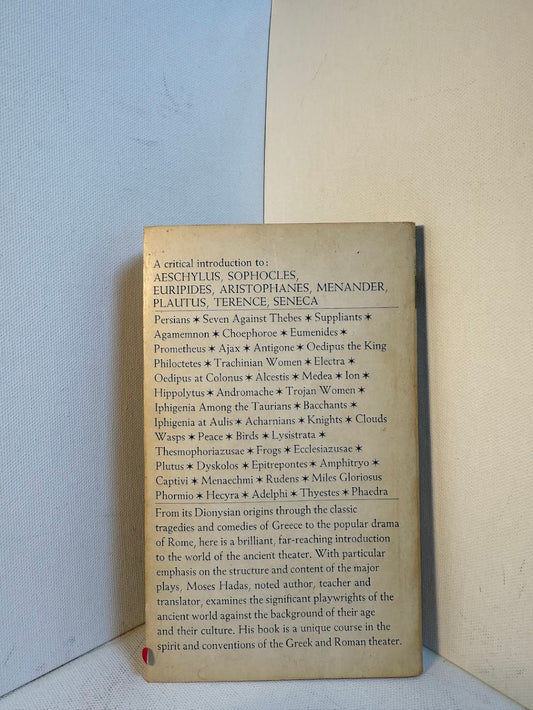 A critical introduction to:
AESCHYLUS, SOPHOCLES,
EURIPIDES, ARISTOPHANES, MENANDER,
PLAUTUS, TERENCE, SENECA
Persians ✶ Seven Against Thebes ✶ Suppliants ✶
Agamemnon ✶ Choephoroe ✶ Eumenides ✶
Prometheus ✶ Ajax ✶ Antigone ✶ Oedipus the King
Philoctetes ✶ Trachinian Women ✶ Electra ✶
Oedipus at Colonus ✶ Alcestis ✶ Medea ✶ Ion ✶
Hippolytus ✶ Andromache ✶ Trojan Women ✶
Iphigenia Among the Taurians ✶ Bacchants ✶
Iphigenia at Aulis ✶ Acharnians ✶ Knights ✶ Clouds
Wasps ✶ Peace ✶ Birds ✶ Lysistrata ✶
Thesmophoriazusae ✶ Frogs ✶ Ecclesiazusae ✶
Plutus ✶ Dyskolos ✶ Epitrepontes ✶ Amphitryo ✶
Captivi ✶ Menaechmi ✶ Rudens ✶ Miles Gloriosus
Phormio ✶ Hecyra ✶ Adelphi ✶ Thyestes ✶ Phaedra
From its Dionysian origins through the classic
tragedies and comedies of Greece to the popular drama
of Rome, here is a brilliant, far-reaching introduction
to the world of the ancient theater. With particular
emphasis on the structure and content of the major
plays, Moses Hadas, noted author, teacher and
translator, examines the significant playwrights of the
ancient world against the background of their age
and their culture. His book is a unique course in the
spirit and conventions of the Greek and Roman theater.